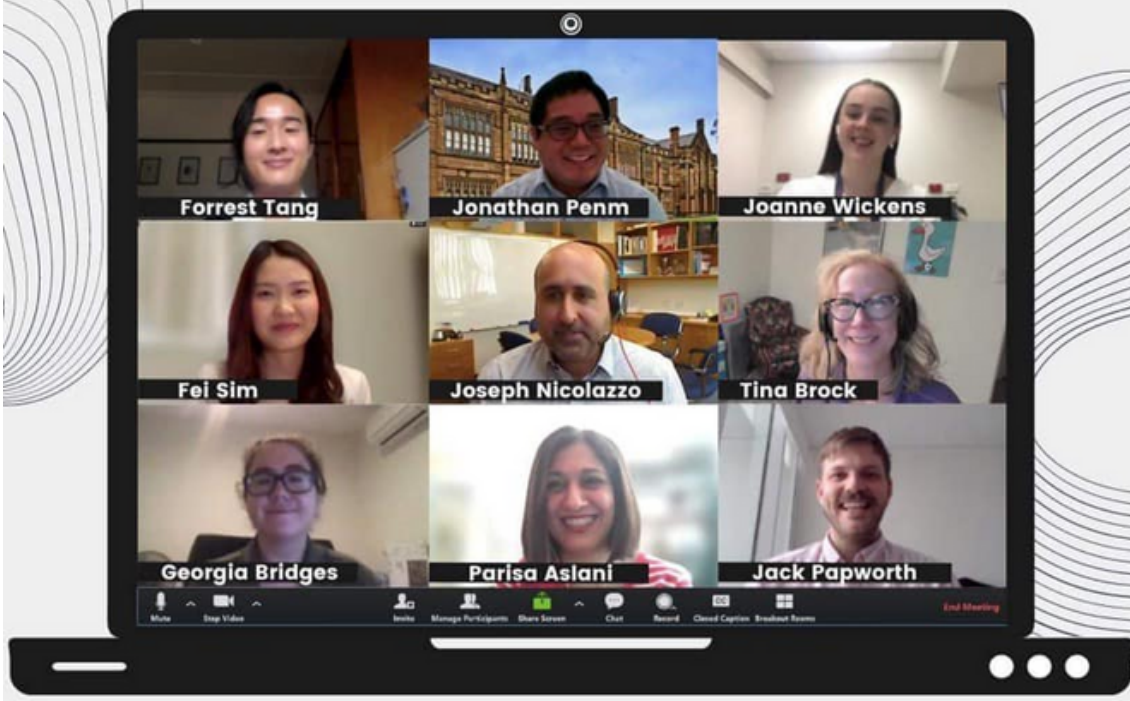 Forrest Tang
Jonathan Penm
Joanne Wickens
Fei Sim
Joseph Nicolazzo
Tina Brock
Georgia Bridges
Parisa Aslani
Jack Papworth
Mute
Stop Video
Invite
Manage Participants
Share Screen
Chat
Record
CC
Closed Caption
Breakout Rooms
End Meeting